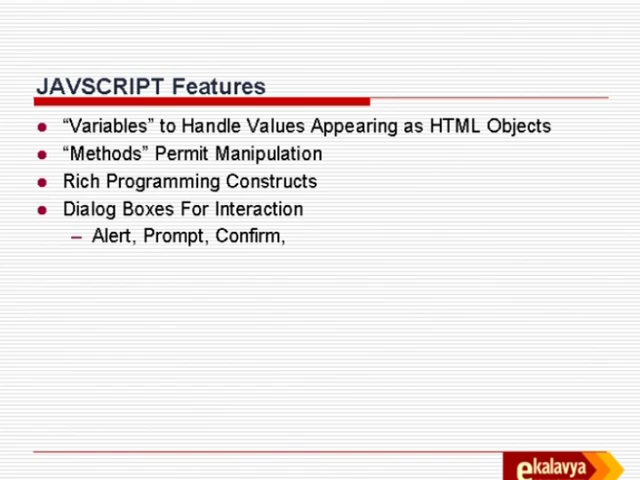 JAVSCRIPT Features
● “Variables” to Handle Values Appearing as HTML Objects
● “Methods” Permit Manipulation
● Rich Programming Constructs
● Dialog Boxes For Interaction
– Alert, Prompt, Confirm,
ekalavya